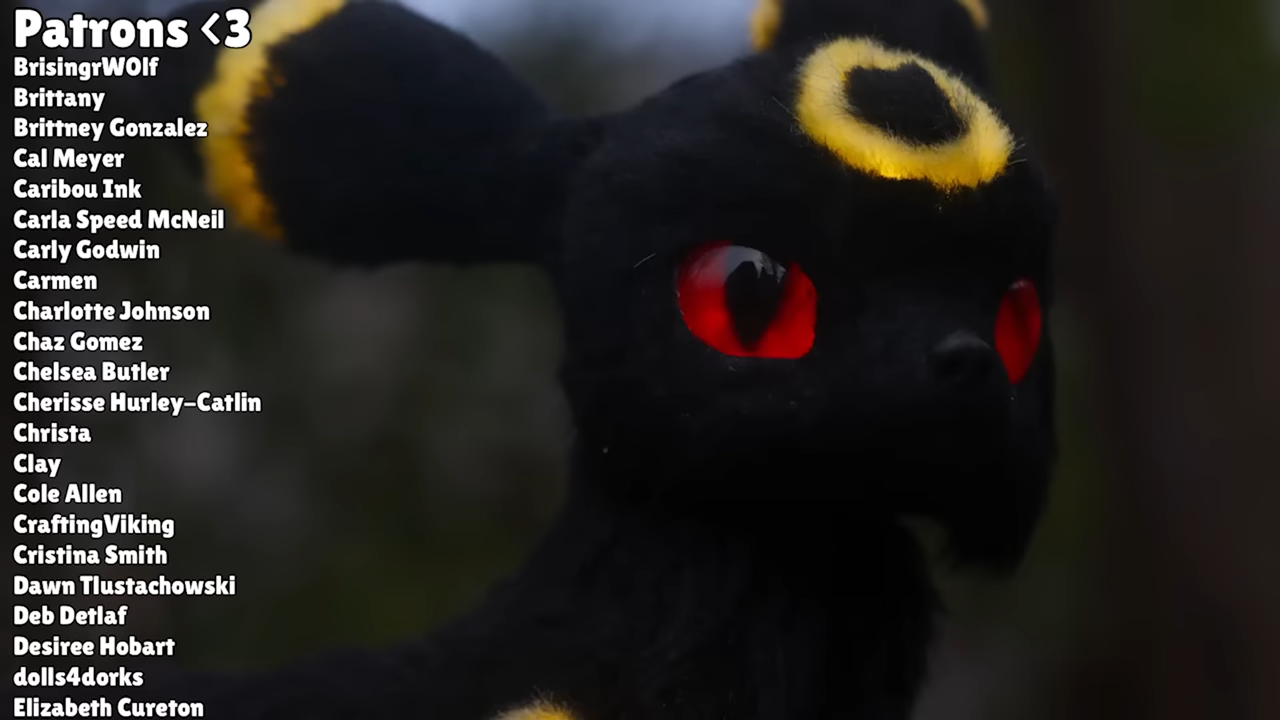 Patrons <3
BrisingrW0lf
Brittany
Brittney Gonzalez
Cal Meyer
Caribou Ink
Carla Speed McNeil
Carly Godwin
Carmen
Charlotte Johnson
Chaz Gomez
Chelsea Butler
Cherisse Hurley-Catlin
Christa
Clay
Cole Allen
CraftingViking
Cristina Smith
Dawn Tlustachowski
Deb Detlaf
Desiree Hobart
dolls4dorks
Elizabeth Cureton